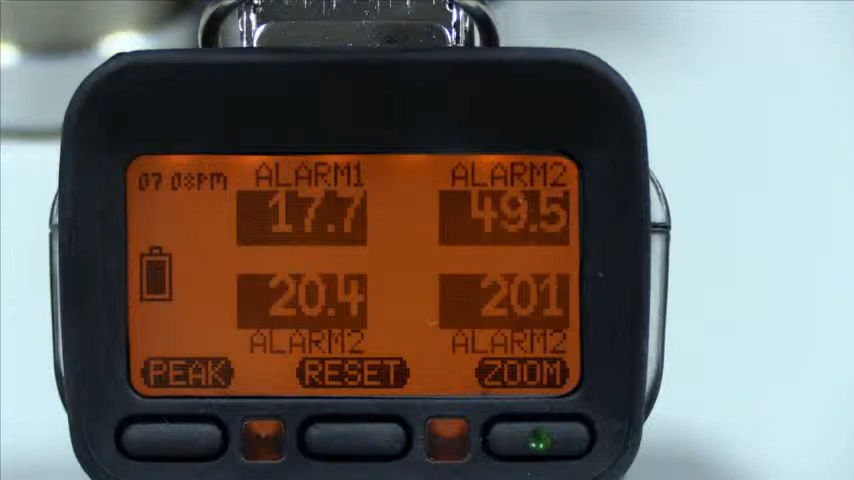 07 08PM ALARM1 ALARM2
17.7 49.5
20.4 201
ALARM2 ALARM2
PEAK RESET ZOOM